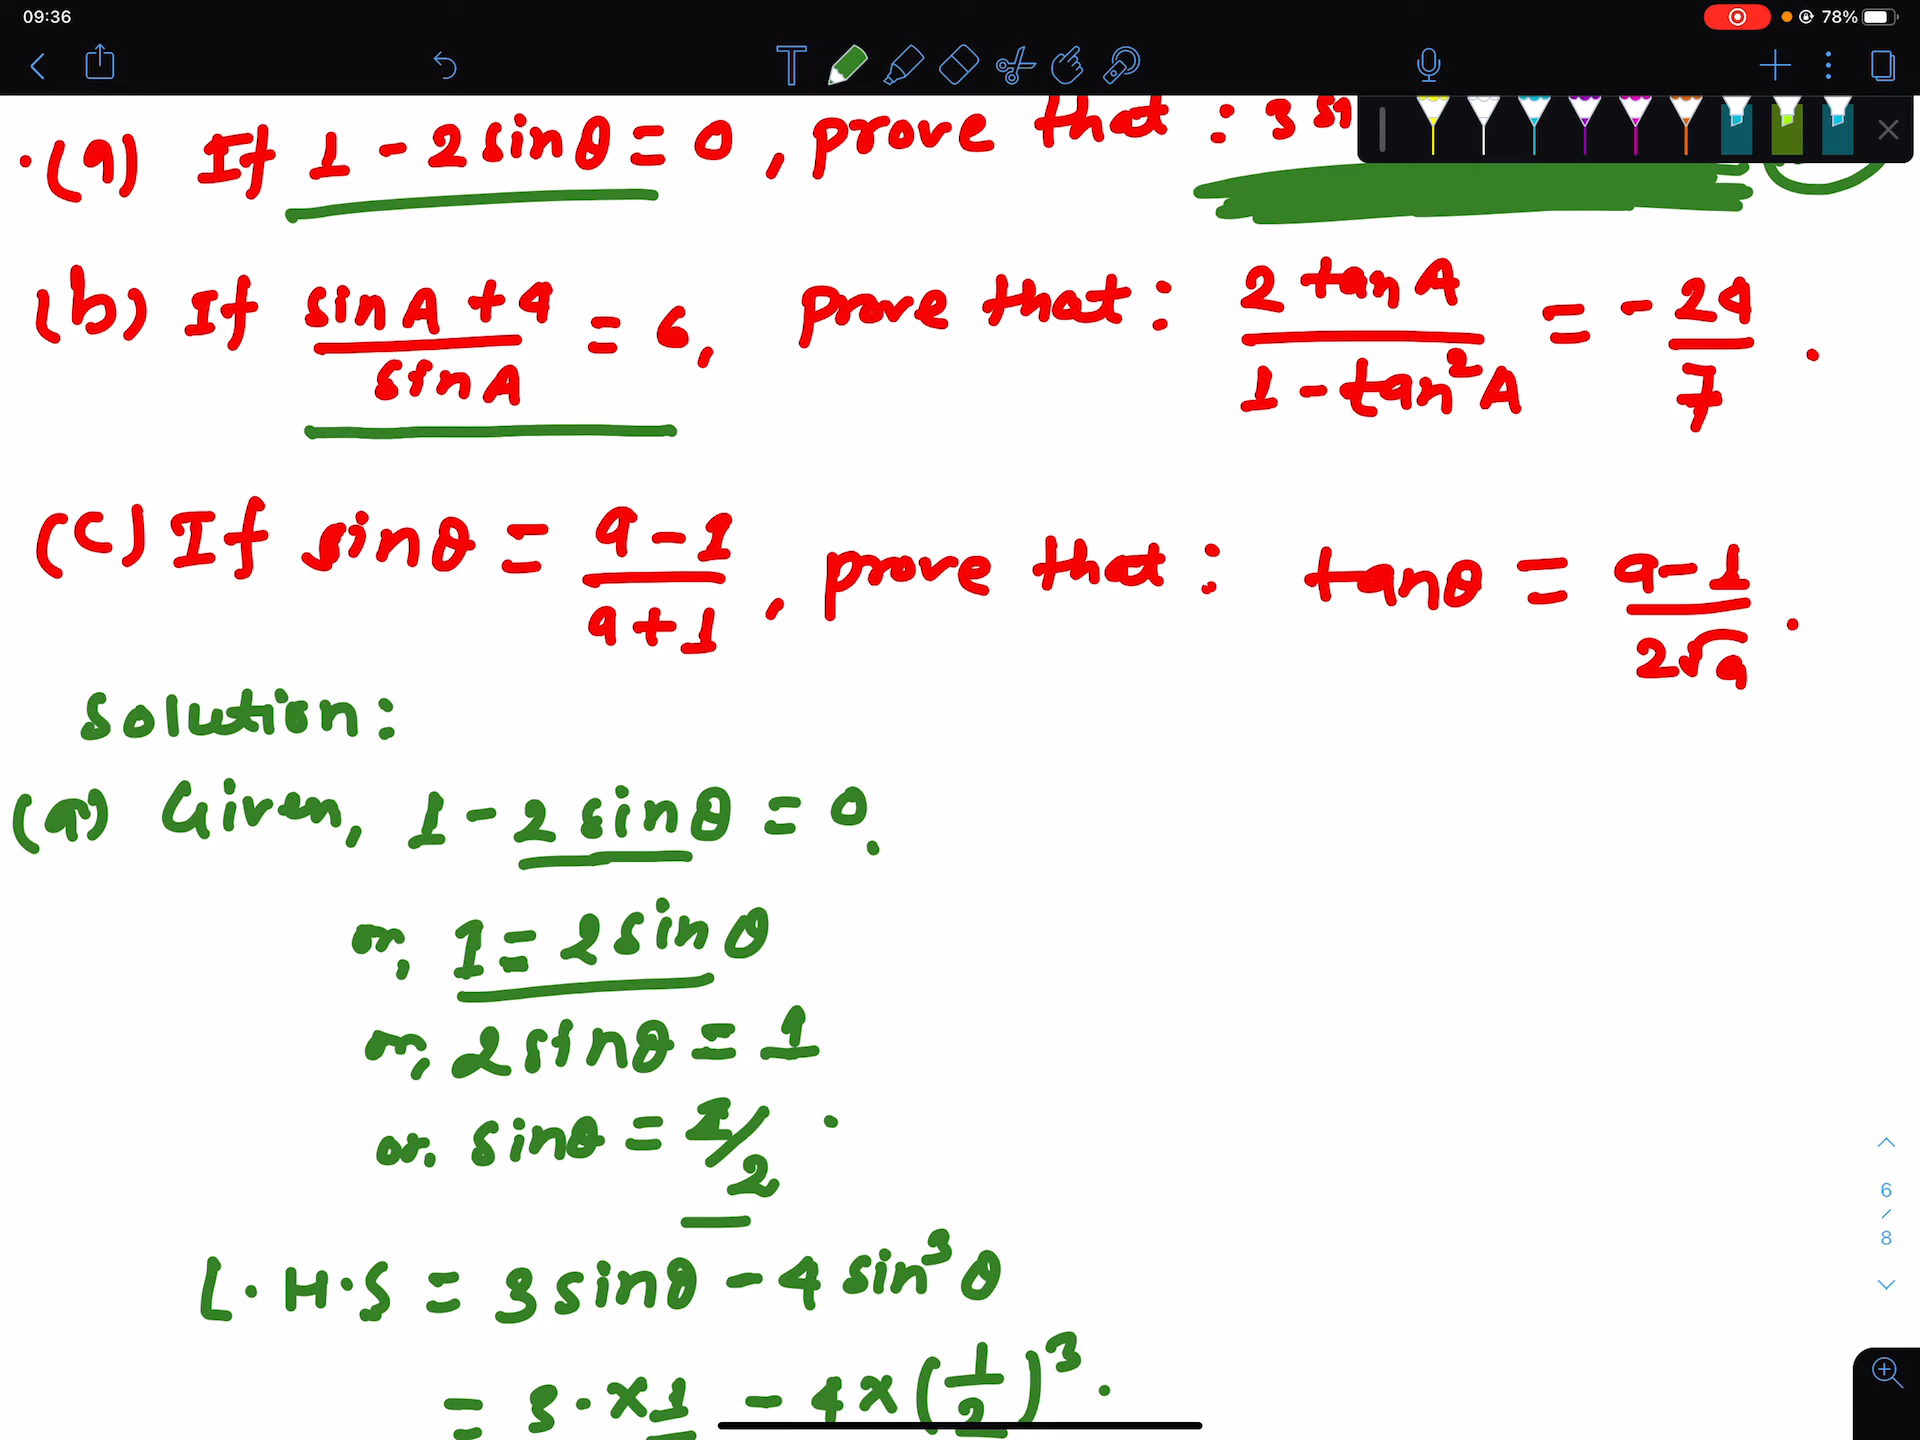 09:36
78%
(a) If 1 - 2 sinθ = 0, prove that : 3 si
(b) If (sin A + 4)/(sin A) = 6, prove that : (2 tan A)/(1 - tan²A) = - 24/7 .
(c) If sinθ = (a - 1)/(a + 1), prove that : tanθ = (a - 1)/(2√a) .
Solution:
(a) Given, 1 - 2 sinθ = 0.
or, 1 = 2 sinθ
or, 2 sinθ = 1
or. sinθ = 1/2 .
6
/
8
L.H.S = 3 sinθ - 4 sin³θ
= 3 · × 1 - 4 × (1/2)³ .